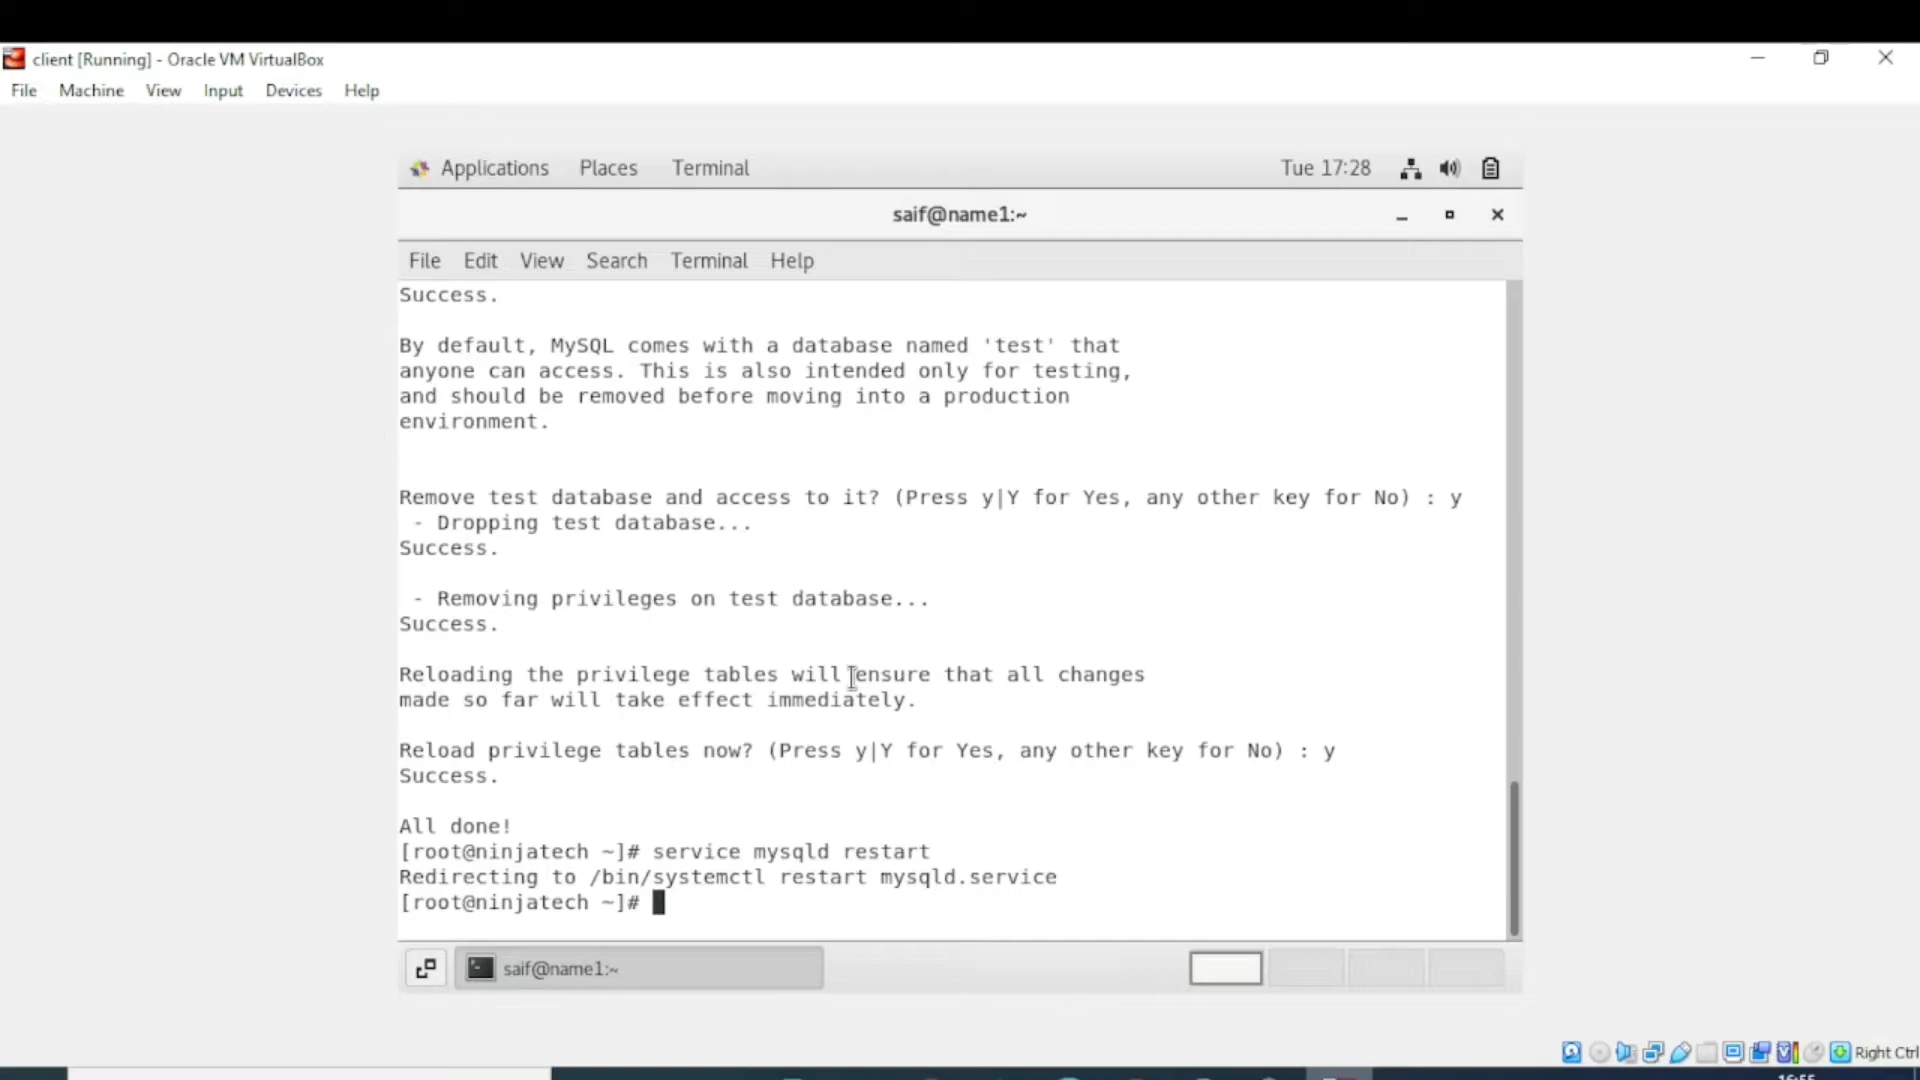 client [Running] - Oracle VM VirtualBox
File Machine View Input Devices Help
Applications Places Terminal Tue 17:28
saif@name1:~
File Edit View Search Terminal Help
Success.
By default, MySQL comes with a database named 'test' that
anyone can access. This is also intended only for testing,
and should be removed before moving into a production
environment.
Remove test database and access to it? (Press y|Y for Yes, any other key for No) : y
- Dropping test database...
Success.
- Removing privileges on test database...
Success.
Reloading the privilege tables will ensure that all changes
made so far will take effect immediately.
Reload privilege tables now? (Press y|Y for Yes, any other key for No) : y
Success.
All done!
[root@ninjatech ~]# service mysqld restart
Redirecting to /bin/systemctl restart mysqld.service
[root@ninjatech ~]#
saif@name1:~
Right Ctrl